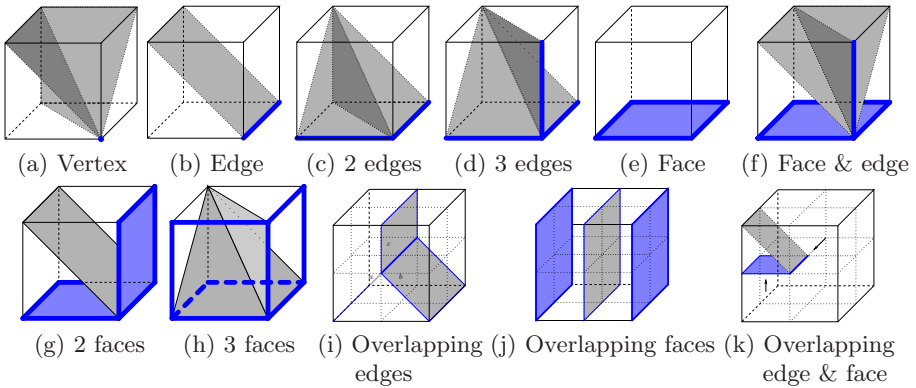 (a) Vertex (b) Edge (c) 2 edges (d) 3 edges (e) Face (f) Face & edge
(g) 2 faces (h) 3 faces (i) Overlapping edges (j) Overlapping faces (k) Overlapping edge & face